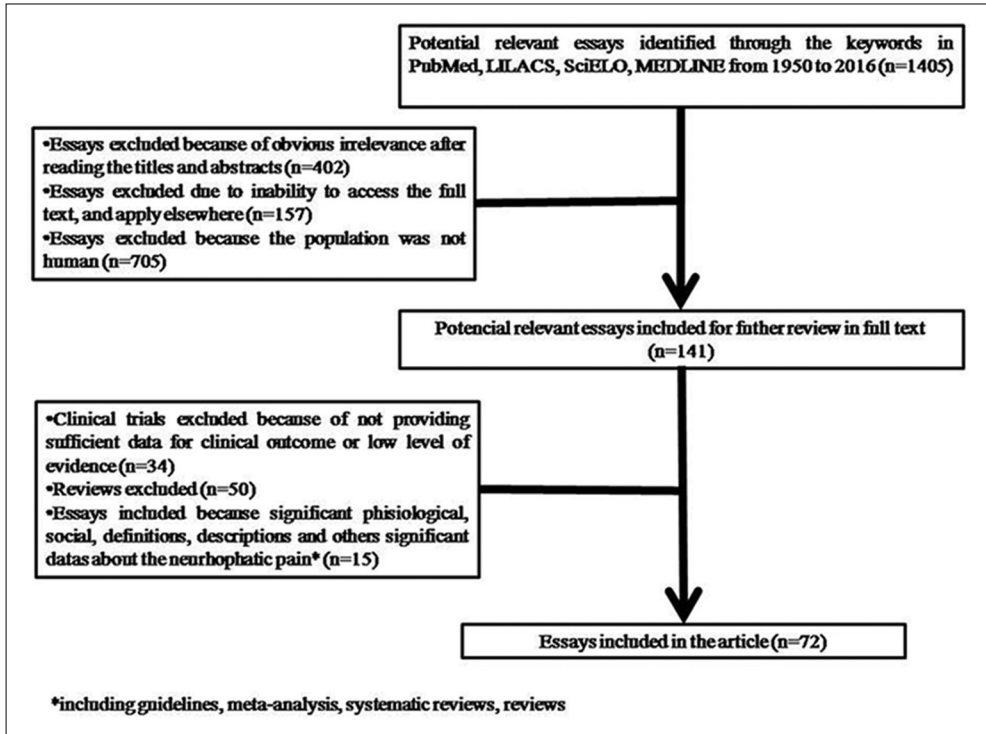 Potential relevant essays identified through the keywords in
PubMed, LILACS, SciELO, MEDLINE from 1950 to 2016 (n=1405)
•Essays excluded because of obvious irrelevance after
reading the titles and abstracts (n=402)
•Essays excluded due to inability to access the full
text, and apply elsewhere (n=157)
•Essays excluded because the population was not
human (n=705)
Potencial relevant essays included for futher review in full text
(n=141)
•Clinical trials excluded because of not providing
sufficient data for clinical outcome or low level of
evidence (n=34)
•Reviews excluded (n=50)
•Essays included because significant phisiological,
social, definitions, descriptions and others significant
datas about the neurhophatic pain* (n=15)
Essays included in the article (n=72)
*including guidelines, meta-analysis, systematic reviews, reviews